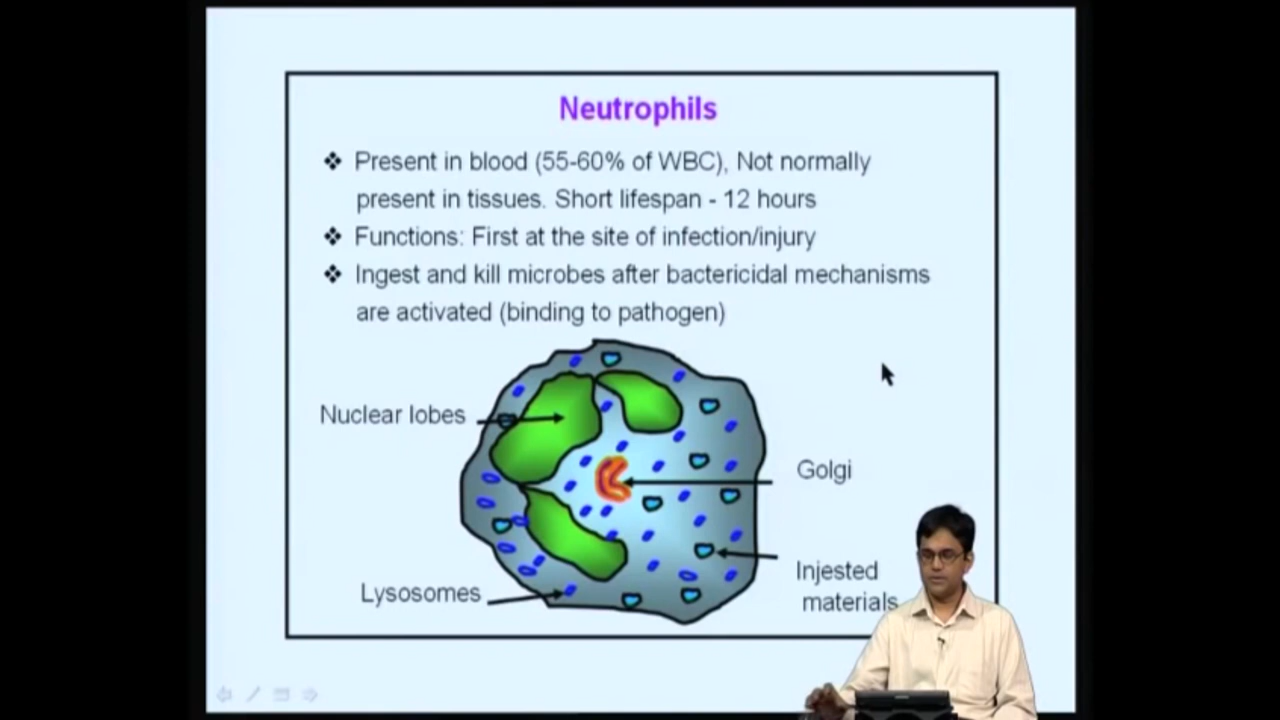 Neutrophils
❖ Present in blood (55-60% of WBC), Not normally
present in tissues. Short lifespan - 12 hours
❖ Functions: First at the site of infection/injury
❖ Ingest and kill microbes after bactericidal mechanisms
are activated (binding to pathogen)
Nuclear lobes
Golgi
Injested
materials
Lysosomes